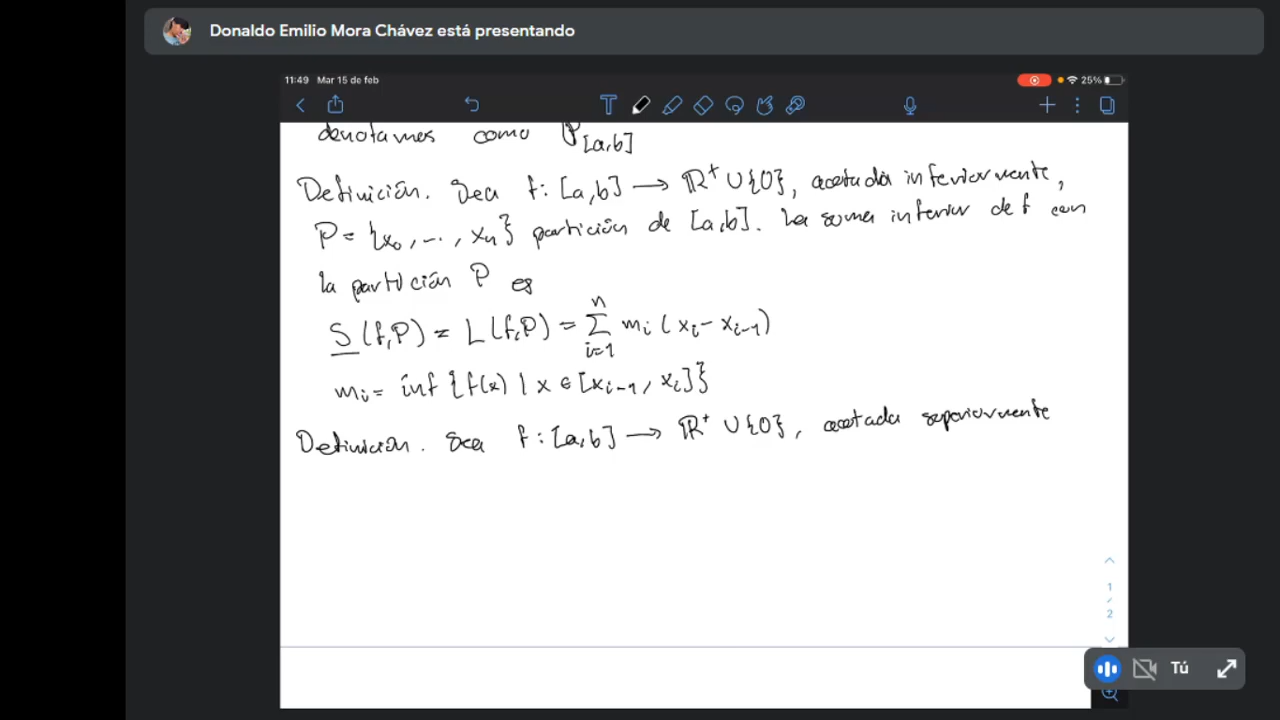 Donaldo Emilio Mora Chávez está presentando
11:49 Mar 15 de feb
25%
denotamos como P[a,b]
Definición. Sea f: [a,b] → ℝ⁺ ∪ {0}, acotada inferiormente,
P = {x₀, ..., xₙ} partición de [a,b]. La suma inferior de f con
la partición P es
S(f,P) = L(f,P) = ∑ᵢ₌₁ⁿ mᵢ (xᵢ - xᵢ₋₁)
mᵢ = inf {f(x) | x ∈ [xᵢ₋₁, xᵢ]}
Definición. Sea f: [a,b] → ℝ⁺ ∪ {0}, acotada superiormente
1
2
Tú